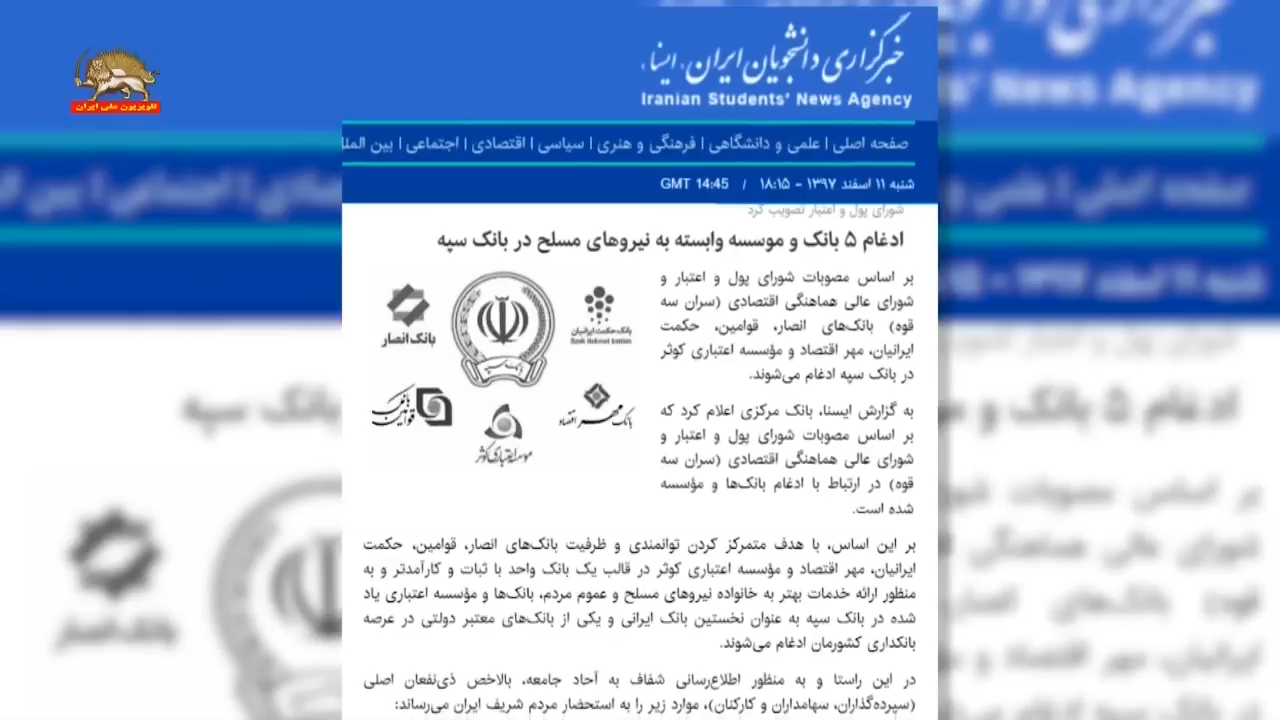 تلویزیون ملی ایران
خبرگزاری دانشجویان ایران، ایسنا،
Iranian Students' News Agency
صفحه اصلی | علمی و دانشگاهی | فرهنگی و هنری | سیاسی | اقتصادی | اجتماعی | بین الملل
شنبه ۱۱ اسفند ۱۳۹۷ - ۱۸:۱۵ / GMT 14:45
شورای پول و اعتبار تصویب کرد
ادغام ۵ بانک و موسسه وابسته به نیروهای مسلح در بانک سپه
بر اساس مصوبات شورای پول و اعتبار و
شورای عالی هماهنگی اقتصادی (سران سه
قوه) بانک‌های انصار، قوامین، حکمت
ایرانیان، مهر اقتصاد و مؤسسه اعتباری کوثر
در بانک سپه ادغام می‌شوند.
بانک انصار
بانک سپه
بانک حکمت ایرانیان
بانک قوامین
موسسه اعتباری کوثر
بانک مهر اقتصاد
به گزارش ایسنا، بانک مرکزی اعلام کرد که
بر اساس مصوبات شورای پول و اعتبار و
شورای عالی هماهنگی اقتصادی (سران سه
قوه) در ارتباط با ادغام بانک‌ها و مؤسسه
شده است.
بر این اساس، با هدف متمرکز کردن توانمندی و ظرفیت بانک‌های انصار، قوامین، حکمت
ایرانیان، مهر اقتصاد و مؤسسه اعتباری کوثر در قالب یک بانک واحد با ثبات و کارآمدتر و به
منظور ارائه خدمات بهتر به خانواده نیروهای مسلح و عموم مردم، بانک‌ها و مؤسسه اعتباری یاد
شده در بانک سپه به عنوان نخستین بانک ایرانی و یکی از بانک‌های معتبر دولتی در عرصه
بانکداری کشورمان ادغام می‌شوند.
در این راستا و به منظور اطلاع‌رسانی شفاف به آحاد جامعه، بالاخص ذی‌نفعان اصلی
(سپرده‌گذاران، سهامداران و کارکنان)، موارد زیر را به استحضار مردم شریف ایران می‌رساند: